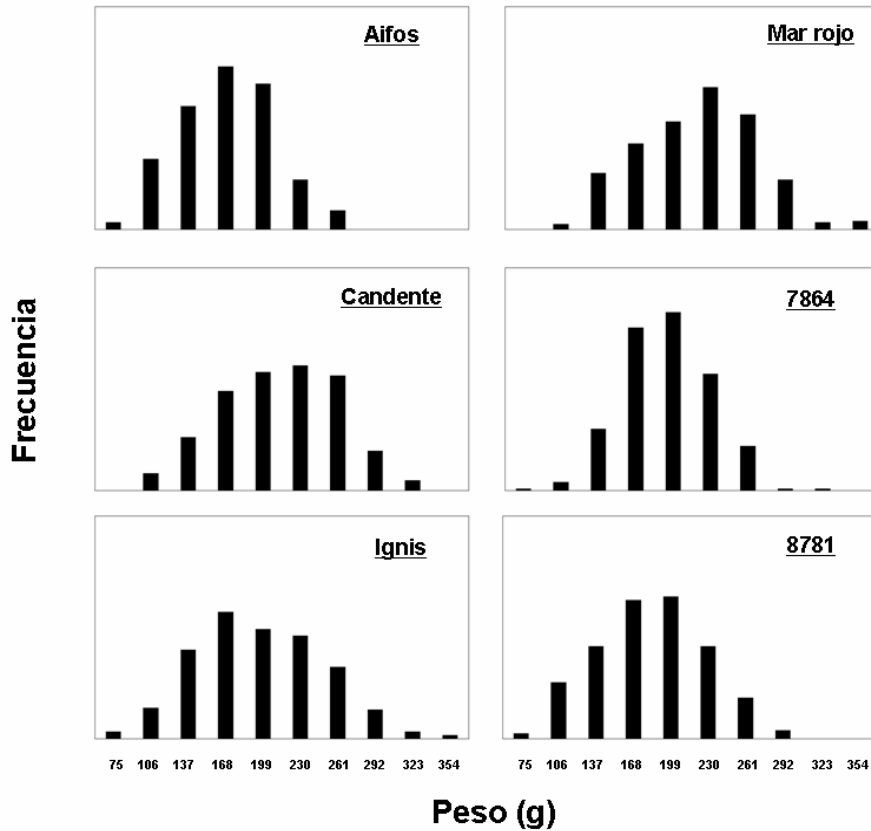 Aifos
Mar rojo
Candente
7864
Ignis
8781
Frecuencia
75 106 137 168 199 230 261 292 323 354
75 106 137 168 199 230 261 292 323 354
Peso (g)